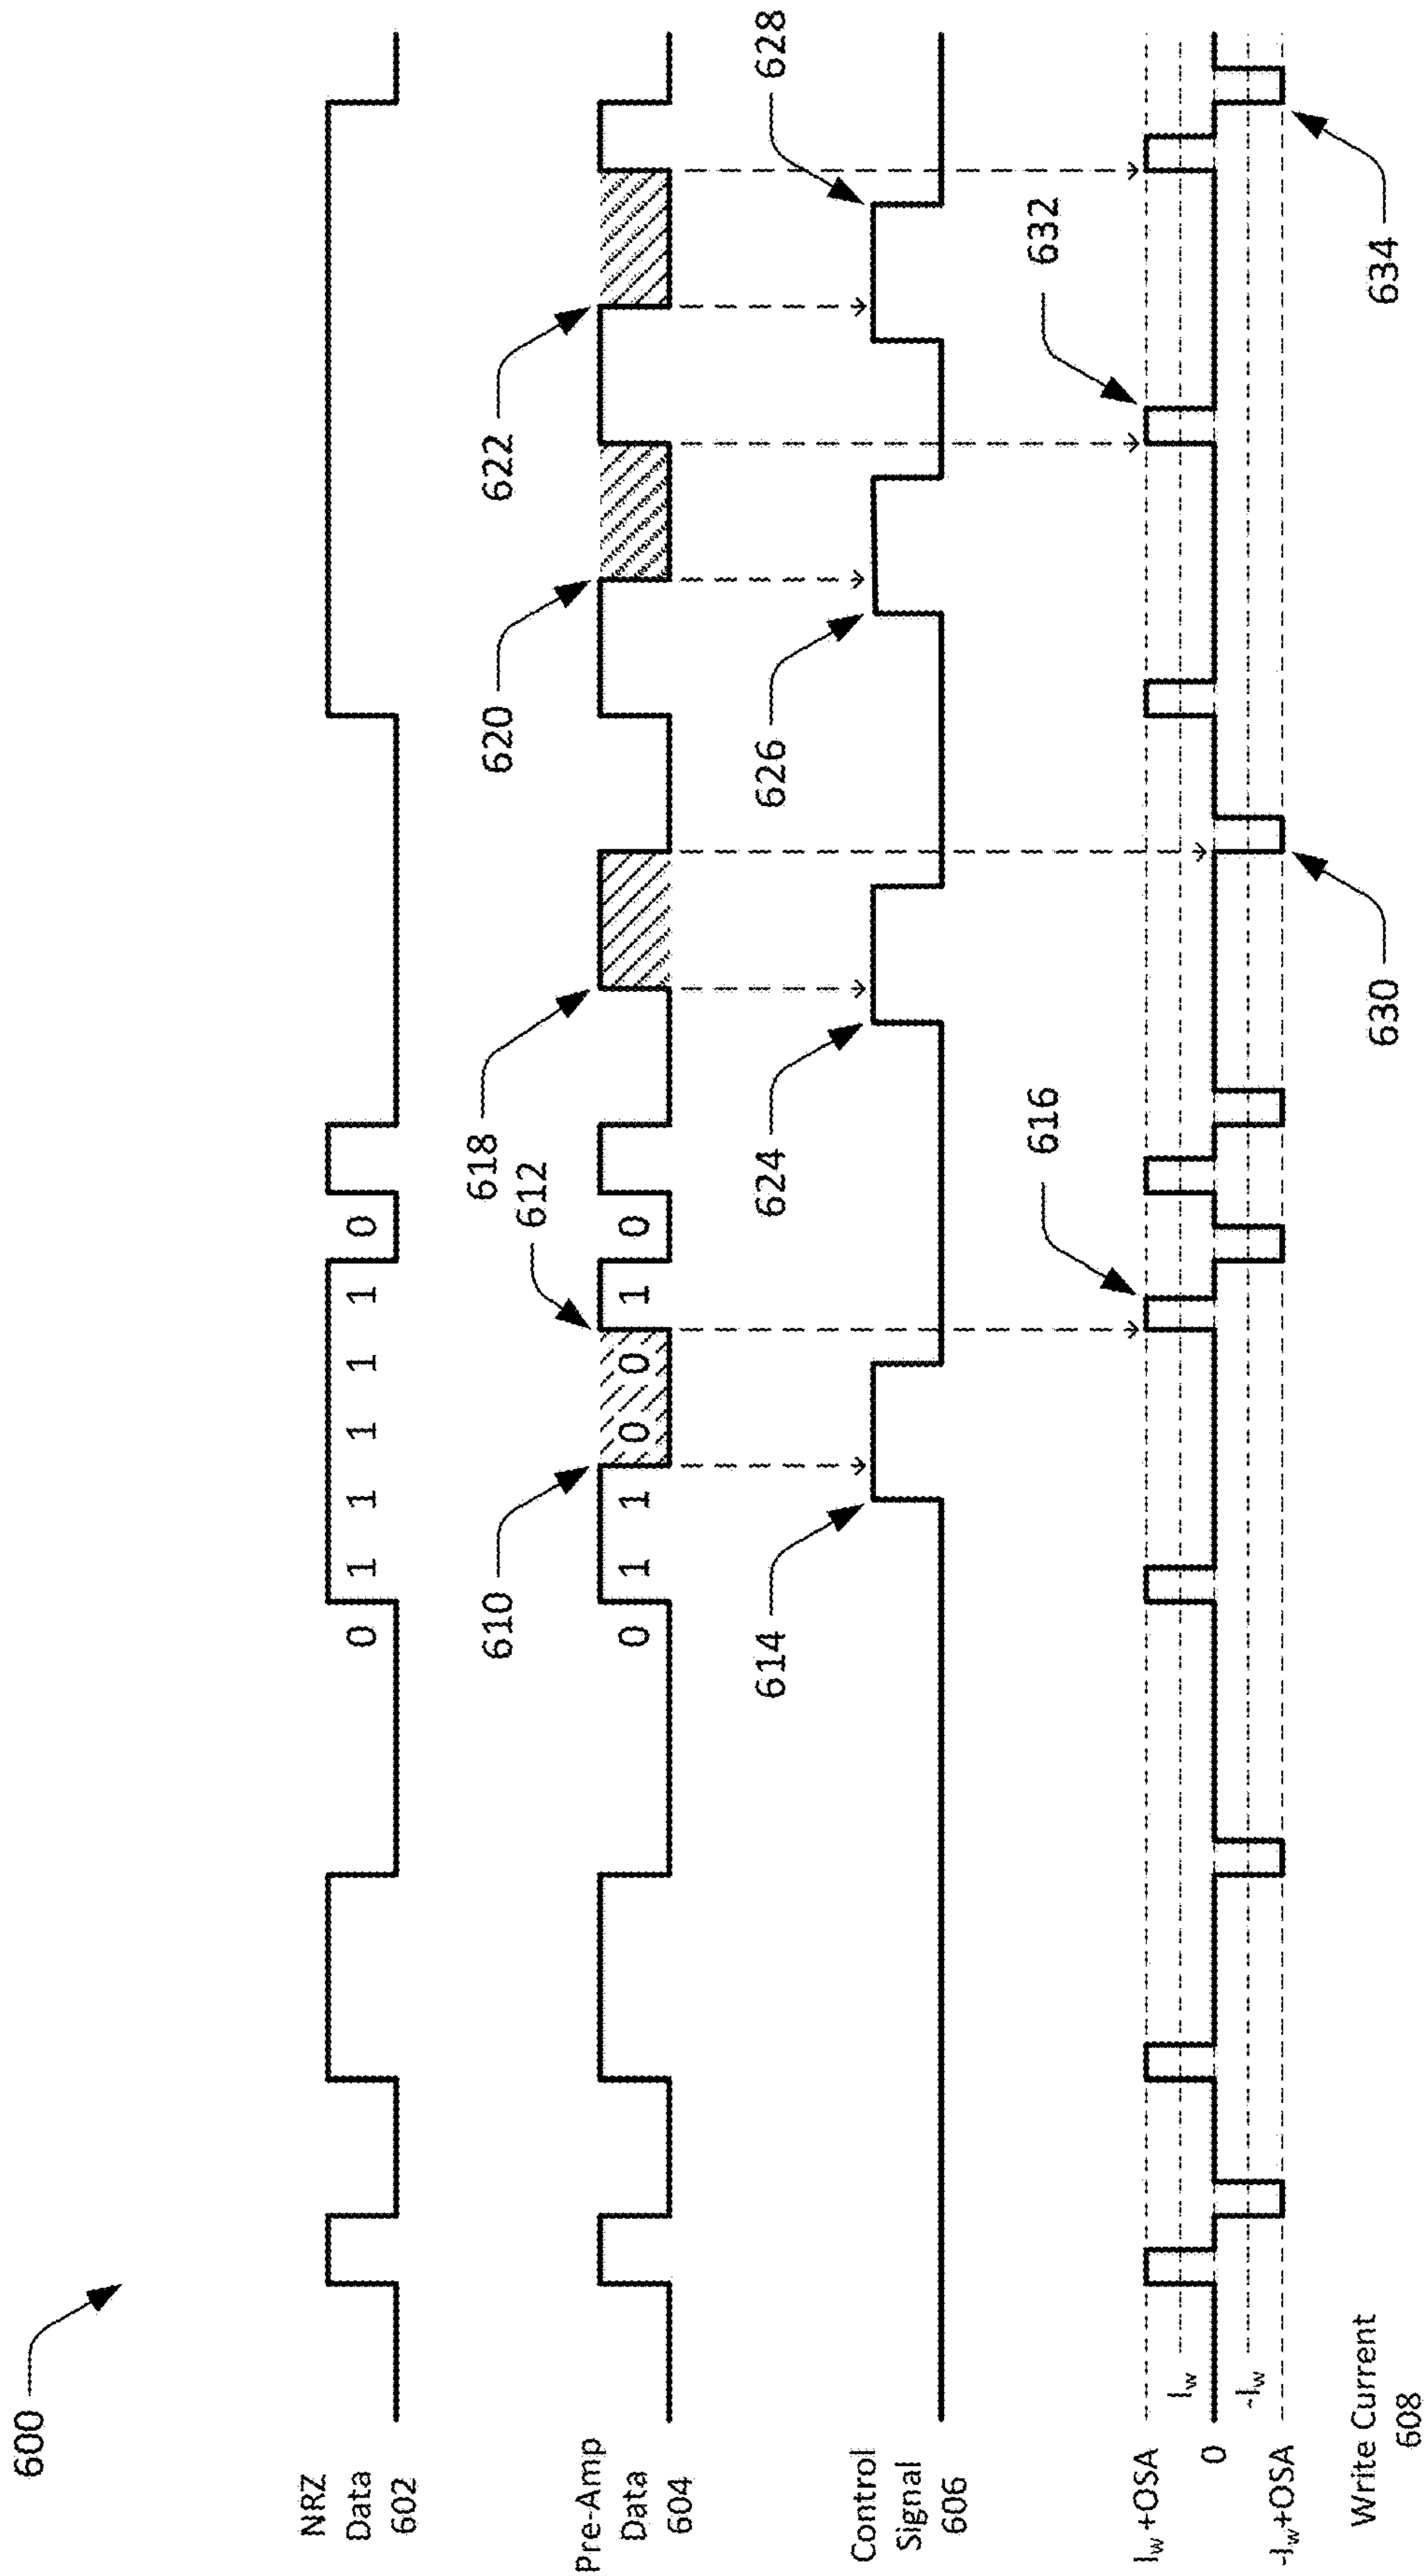 600
NRZ
Data
602
0 1 1 1 1 1 0
610
612
618
620
622
Pre-Amp
Data
604
0 1 1 0 0 1 0
614
624
626
628
Control
Signal
606
616
632
Iw+OSA
Iw
0
-Iw
-Iw+OSA
630
634
Write Current
608